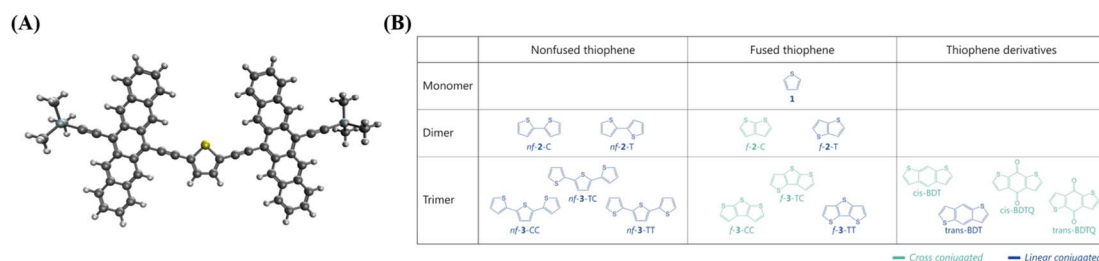 (A)
(B)
Nonfused thiophene Fused thiophene Thiophene derivatives
Monomer
S
1
Dimer
S S S S S S S S
nf-2-C nf-2-T f-2-C f-2-T
Trimer
S S S
nf-3-TC
S S S
nf-3-CC
S S S
nf-3-TT
S S S
f-3-TC
S S S
f-3-CC
S S S
f-3-TT
S S
cis-BDT
O S S O
cis-BDTQ
S S
trans-BDT
O S S O
trans-BDTQ
Cross conjugated Linear conjugated